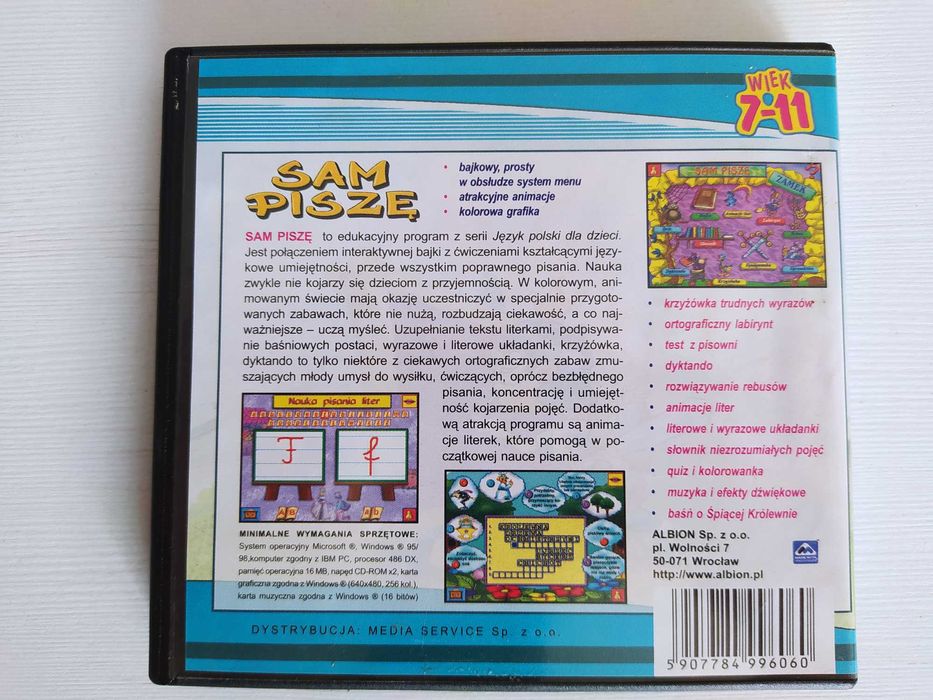 WIEK
7-11
SAM
PISZĘ
• bajkowy, prosty
w obsłudze system menu
• atrakcyjne animacje
• kolorowa grafika
SAM PISZĘ to edukacyjny program z serii Język polski dla dzieci.
Jest połączeniem interaktywnej bajki z ćwiczeniami kształcącymi języ-
kowe umiejętności, przede wszystkim poprawnego pisania. Nauka
zwykle nie kojarzy się dzieciom z przyjemnością. W kolorowym, ani-
mowanym świecie mają okazję uczestniczyć w specjalnie przygoto-
wanych zabawach, które nie nużą, rozbudzają ciekawość, a co naj-
ważniejsze – uczą myśleć. Uzupełnianie tekstu literkami, podpisywa-
nie baśniowych postaci, wyrazowe i literowe układanki, krzyżówka,
dyktando to tylko niektóre z ciekawych ortograficznych zabaw zmu-
szających młody umysł do wysiłku, ćwiczących, oprócz bezbłędnego
pisania, koncentrację i umiejęt-
ność kojarzenia pojęć. Dodatko-
wą atrakcją programu są anima-
cje literek, które pomogą w po-
czątkowej nauce pisania.
Nauka pisania liter
F f
MINIMALNE WYMAGANIA SPRZĘTOWE:
System operacyjny Microsoft ®, Windows ® 95/
98,komputer zgodny z IBM PC, procesor 486 DX,
pamięć operacyjna 16 MB, napęd CD-ROM x2, karta
graficzna zgodna z Windows ® (640x480, 256 kol.),
karta muzyczna zgodna z Windows ® (16 bitów)
SAM PISZĘ
ZAMEK
• krzyżówka trudnych wyrazów
• ortograficzny labirynt
• test z pisowni
• dyktando
• rozwiązywanie rebusów
• animacje liter
• literowe i wyrazowe układanki
• słownik niezrozumiałych pojęć
• quiz i kolorowanka
• muzyka i efekty dźwiękowe
• baśń o Śpiącej Królewnie
ALBION Sp. z o.o.
pl. Wolności 7
50-071 Wrocław
http://www.albion.pl
DYSTRYBUCJA: MEDIA SERVICE Sp. z o.o.
5 907784 996060